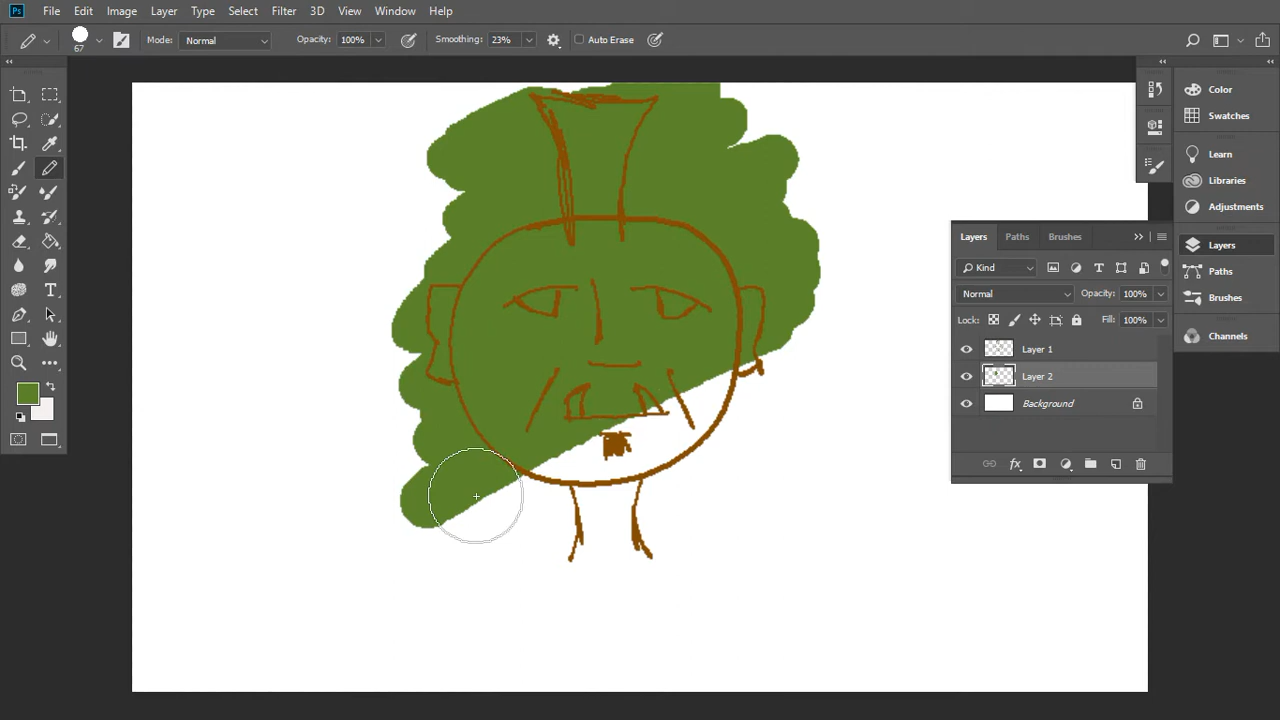 Ps File Edit Image Layer Type Select Filter 3D View Window Help
67 Mode: Normal Opacity: 100% Smoothing: 23% Auto Erase
Color
Swatches
Learn
Libraries
Adjustments
Layers
Paths
Brushes
Channels
Layers Paths Brushes
Kind
Normal Opacity: 100%
Lock: Fill: 100%
Layer 1
Layer 2
Background
fx